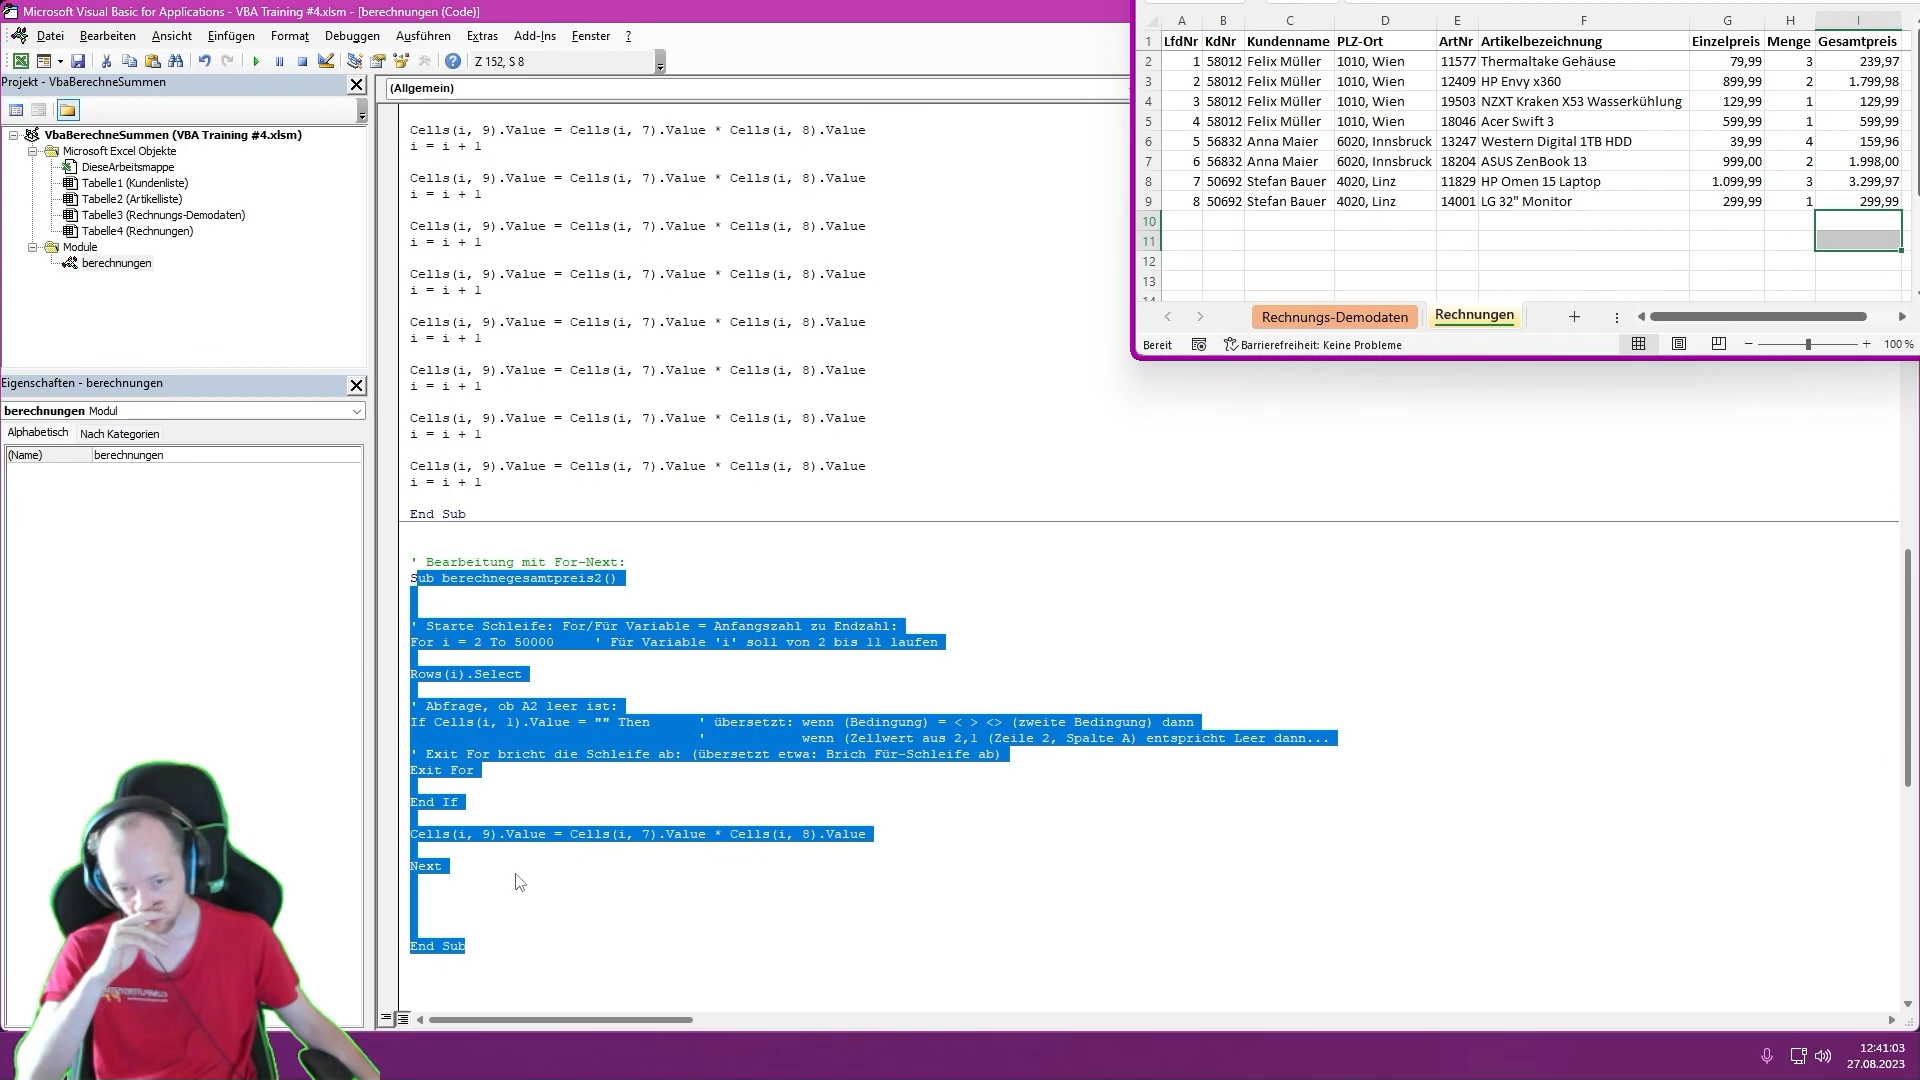 Microsoft Visual Basic for Applications - VBA Training #4.xlsm - [berechnungen (Code)]
Datei Bearbeiten Ansicht Einfügen Format Debuggen Ausführen Extras Add-Ins Fenster ?
Z 152, S 8
Projekt - VbaBerechneSummen
VbaBerechneSummen (VBA Training #4.xlsm)
Microsoft Excel Objekte
DieseArbeitsmappe
Tabelle1 (Kundenliste)
Tabelle2 (Artikelliste)
Tabelle3 (Rechnungs-Demodaten)
Tabelle4 (Rechnungen)
Module
berechnungen
Eigenschaften - berechnungen
berechnungen Modul
Alphabetisch Nach Kategorien
(Name) berechnungen
(Allgemein)
Cells(i, 9).Value = Cells(i, 7).Value * Cells(i, 8).Value
i = i + 1
Cells(i, 9).Value = Cells(i, 7).Value * Cells(i, 8).Value
i = i + 1
Cells(i, 9).Value = Cells(i, 7).Value * Cells(i, 8).Value
i = i + 1
Cells(i, 9).Value = Cells(i, 7).Value * Cells(i, 8).Value
i = i + 1
Cells(i, 9).Value = Cells(i, 7).Value * Cells(i, 8).Value
i = i + 1
Cells(i, 9).Value = Cells(i, 7).Value * Cells(i, 8).Value
i = i + 1
Cells(i, 9).Value = Cells(i, 7).Value * Cells(i, 8).Value
i = i + 1
Cells(i, 9).Value = Cells(i, 7).Value * Cells(i, 8).Value
i = i + 1
End Sub
' Bearbeitung mit For-Next:
Sub berechnegesamtpreis2()
' Starte Schleife: For/Für Variable = Anfangszahl zu Endzahl:
For i = 2 To 50000 ' Für Variable 'i' soll von 2 bis 11 laufen
Rows(i).Select
' Abfrage, ob A2 leer ist:
If Cells(i, 1).Value = "" Then ' übersetzt: wenn (Bedingung) = < > <> (zweite Bedingung) dann
' wenn (Zellwert aus 2,1 (Zeile 2, Spalte A) entspricht Leer dann...
' Exit For bricht die Schleife ab: (übersetzt etwa: Brich Für-Schleife ab)
Exit For
End If
Cells(i, 9).Value = Cells(i, 7).Value * Cells(i, 8).Value
Next
End Sub
A B C D E F G H I
1 LfdNr KdNr Kundenname PLZ-Ort ArtNr Artikelbezeichnung Einzelpreis Menge Gesamtpreis
2 1 58012 Felix Müller 1010, Wien 11577 Thermaltake Gehäuse 79,99 3 239,97
3 2 58012 Felix Müller 1010, Wien 12409 HP Envy x360 899,99 2 1.799,98
4 3 58012 Felix Müller 1010, Wien 19503 NZXT Kraken X53 Wasserkühlung 129,99 1 129,99
5 4 58012 Felix Müller 1010, Wien 18046 Acer Swift 3 599,99 1 599,99
6 5 56832 Anna Maier 6020, Innsbruck 13247 Western Digital 1TB HDD 39,99 4 159,96
7 6 56832 Anna Maier 6020, Innsbruck 18204 ASUS ZenBook 13 999,00 2 1.998,00
8 7 50692 Stefan Bauer 4020, Linz 11829 HP Omen 15 Laptop 1.099,99 3 3.299,97
9 8 50692 Stefan Bauer 4020, Linz 14001 LG 32" Monitor 299,99 1 299,99
10
11
12
13
14
Rechnungs-Demodaten Rechnungen
Bereit Barrierefreiheit: Keine Probleme 100 %
12:41:03
27.08.2023